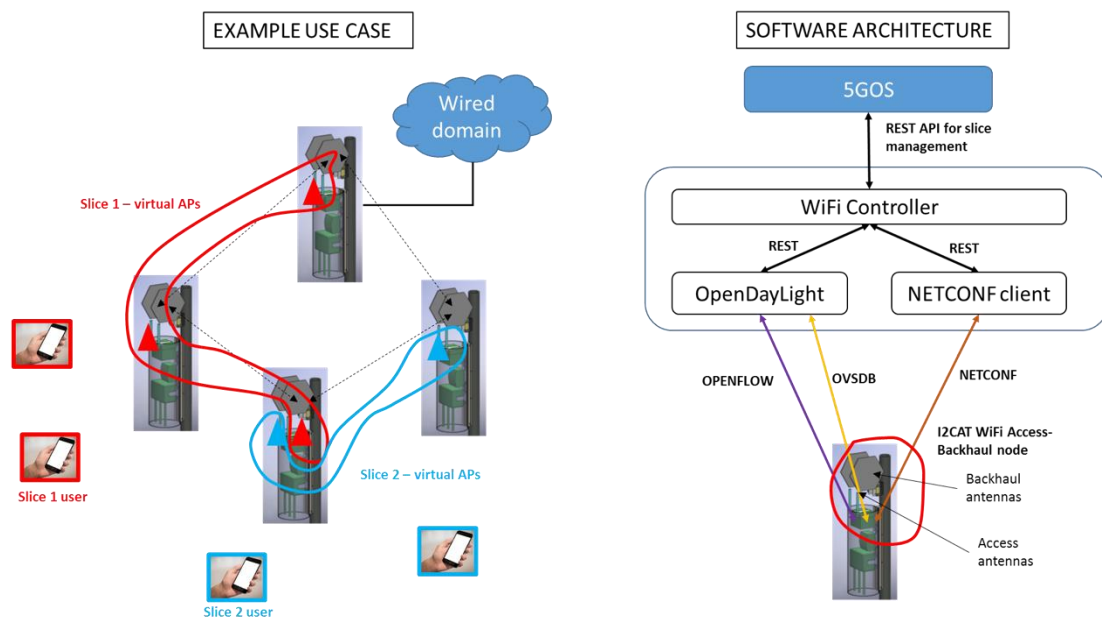 EXAMPLE USE CASE
Wired
domain
Slice 1 – virtual APs
Slice 1 user
Slice 2 – virtual APs
Slice 2 user
SOFTWARE ARCHITECTURE
5GOS
REST API for slice
management
WiFi Controller
REST
REST
OpenDayLight
NETCONF client
OPENFLOW
OVSDB
NETCONF
I2CAT WiFi Access-
Backhaul node
Backhaul
antennas
Access
antennas